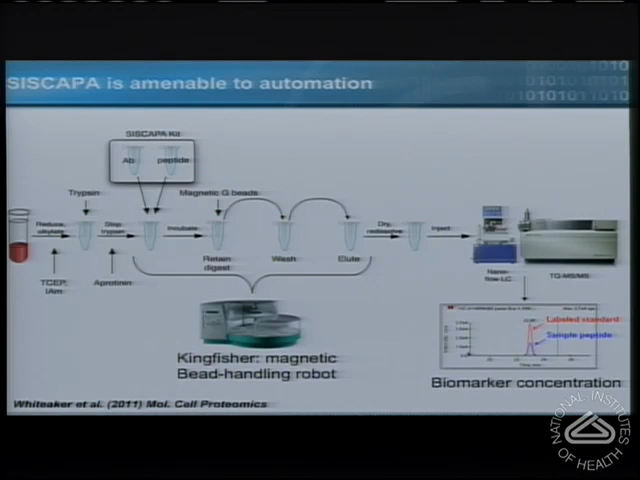 SISCAPA is amenable to automation
SISCAPA Kit
Ab
peptide
Trypsin
Magnetic G beads
Reduce,
alkylate
Stop
trypsin
Incubate
Dry,
redissolve
Inject
Retain
digest
Wash
Elute
TCEP,
IAm
Aprotinin
Nano-
flow LC
TQ-MS/MS
Kingfisher: magnetic
Bead-handling robot
Labeled standard
Sample peptide
Biomarker concentration
Whiteaker et al. (2011) Mol. Cell Proteomics
NATIONAL INSTITUTES
OF HEALTH